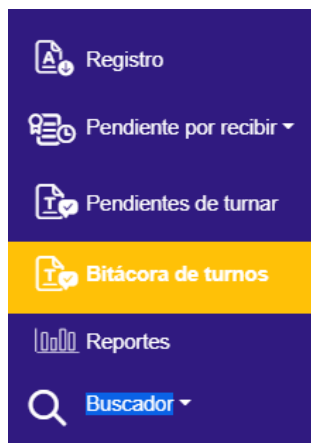 Registro
Pendiente por recibir
Pendientes de turnar
Bitácora de turnos
Reportes
Buscador